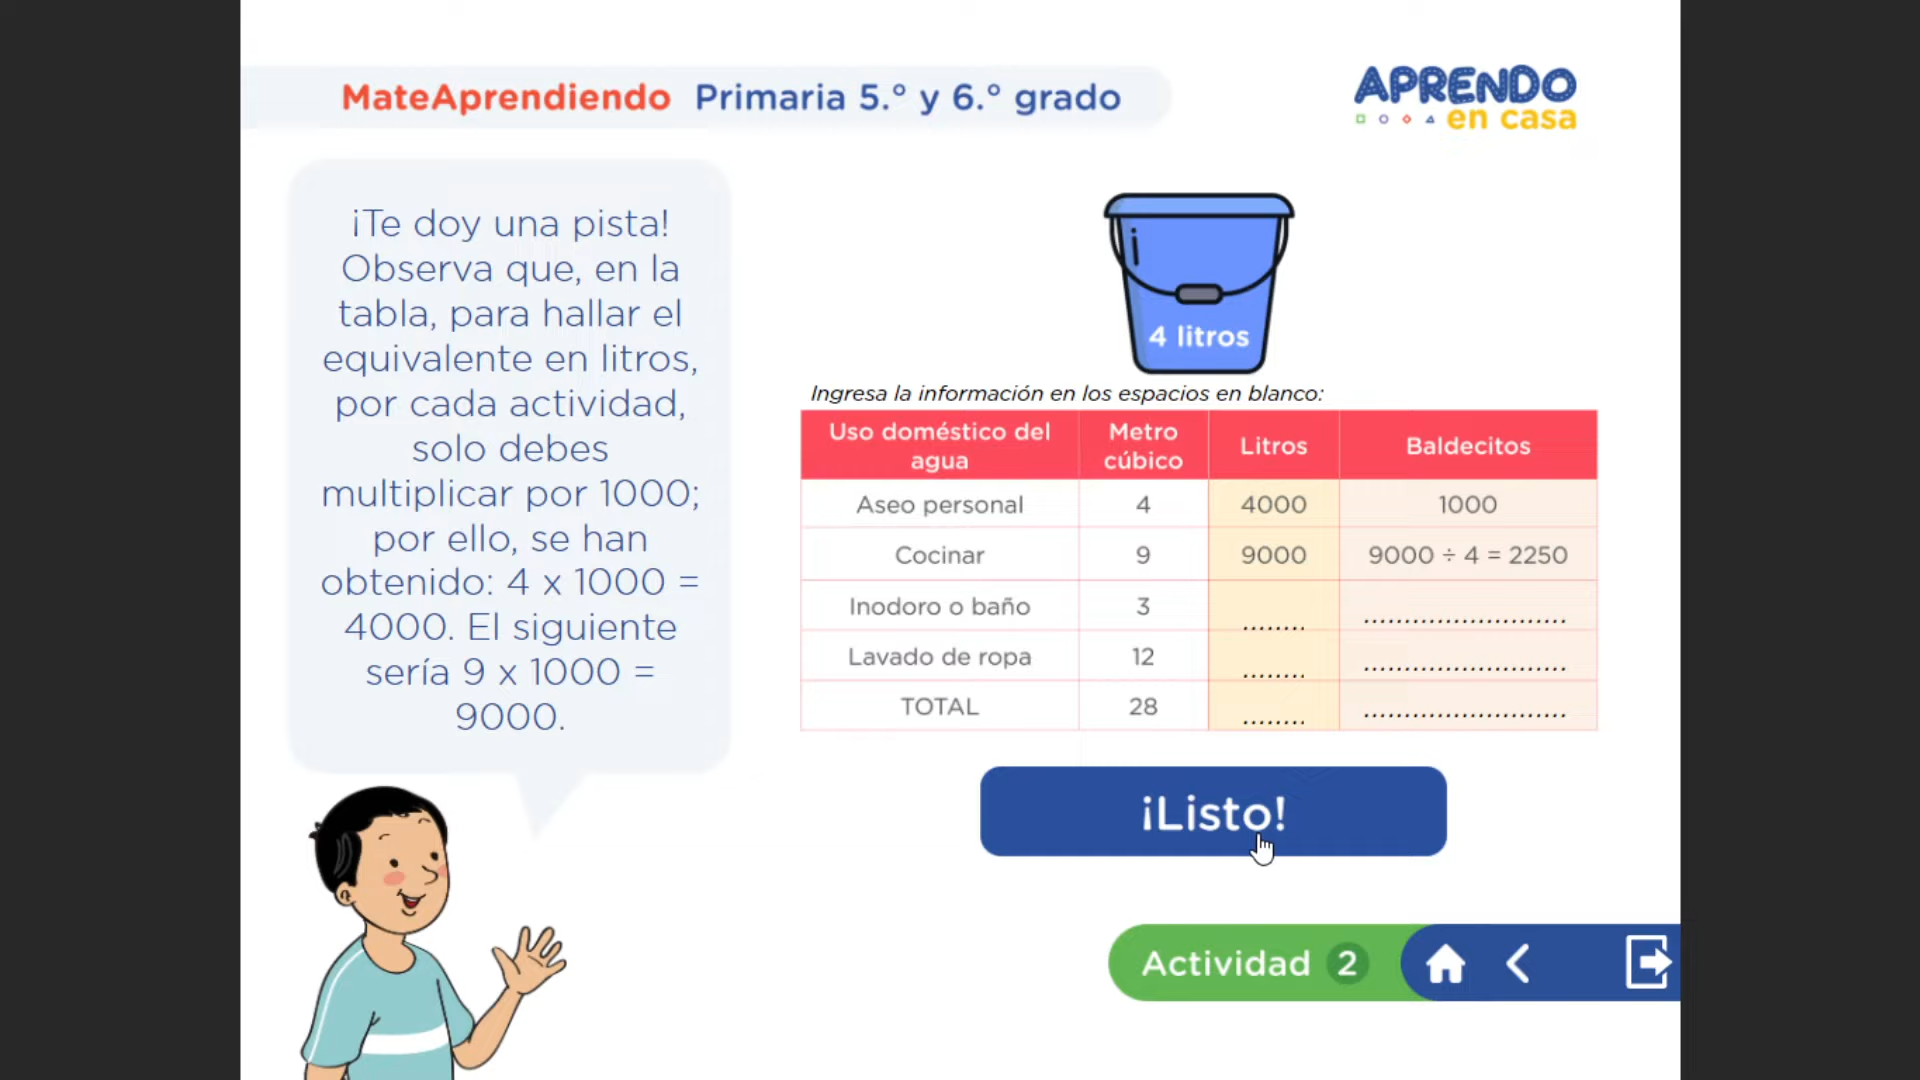 MateAprendiendo Primaria 5.° y 6.° grado
APRENDO
en casa
¡Te doy una pista!
Observa que, en la
tabla, para hallar el
equivalente en litros,
por cada actividad,
solo debes
multiplicar por 1000;
por ello, se han
obtenido: 4 x 1000 =
4000. El siguiente
sería 9 x 1000 =
9000.
4 litros
Ingresa la información en los espacios en blanco:
Uso doméstico del agua Metro cúbico Litros Baldecitos
Aseo personal 4 4000 1000
Cocinar 9 9000 9000 ÷ 4 = 2250
Inodoro o baño 3 ........ .........................
Lavado de ropa 12 ........ .........................
TOTAL 28 ........ .........................
¡Listo!
Actividad 2